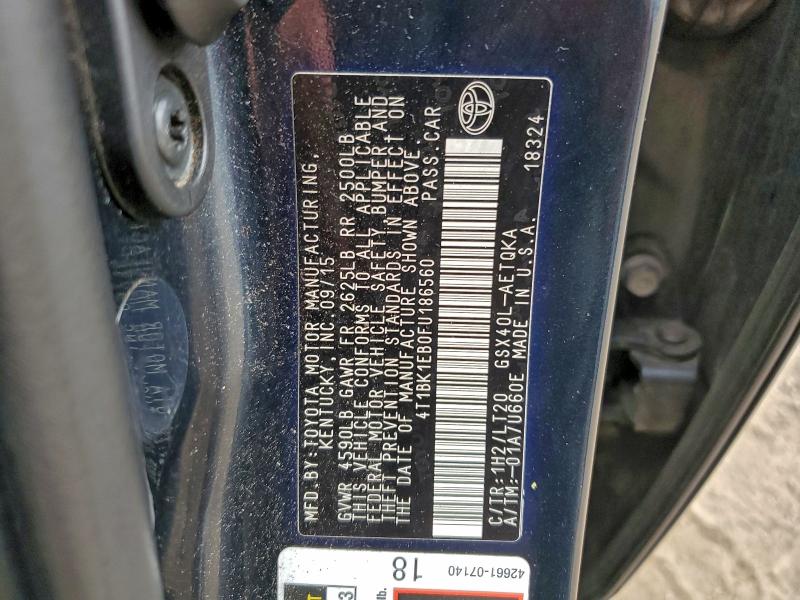 MFD.BY:TOYOTA MOTOR MANUFACTURING,
KENTUCKY, INC. 09/15
GVWR 4590LB GAWR FR 2625LB RR 2500LB
THIS VEHICLE CONFORMS TO ALL APPLICABLE
FEDERAL MOTOR VEHICLE SAFETY, BUMPER AND
THEFT PREVENTION STANDARDS IN EFFECT ON
THE DATE OF MANUFACTURE SHOWN ABOVE.
4T1BK1EB0FU186560 PASS.CAR
C/TR:1H2/LT20 GSX40L-AETQKA
A/TM:-01A/U660E MADE IN U.S.A. 18324
42661-07140
18
lb.
3